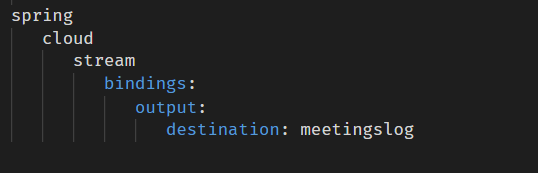 spring
cloud
stream
bindings:
output:
destination: meetingslog